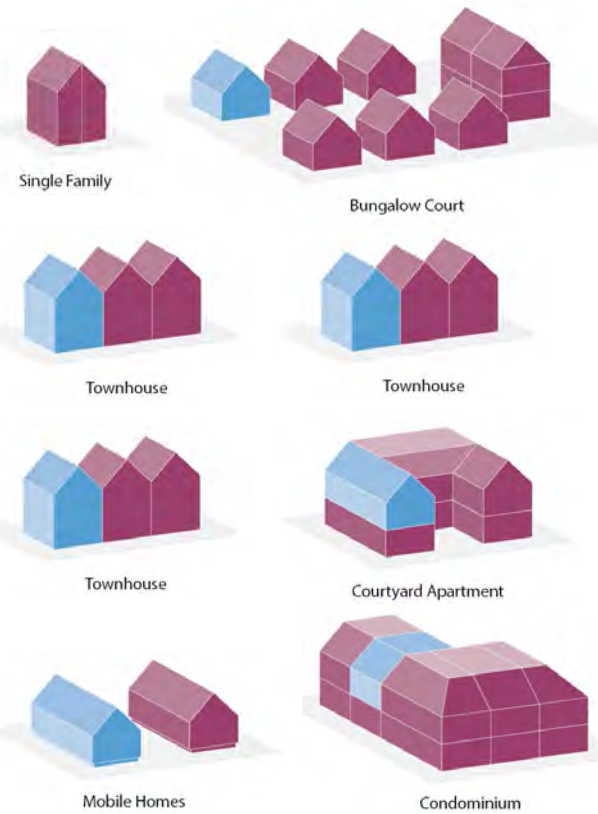 Single Family
Bungalow Court
Townhouse
Townhouse
Townhouse
Courtyard Apartment
Mobile Homes
Condominium